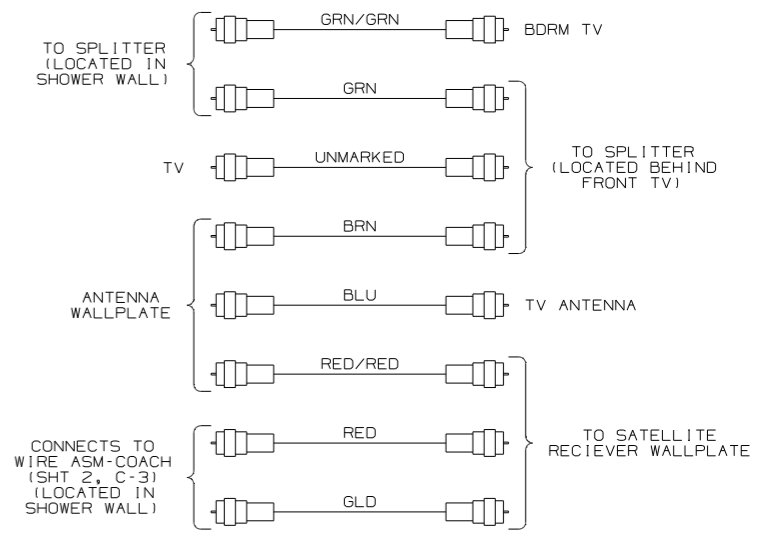 GRN/GRN
BDRM TV
TO SPLITTER
(LOCATED IN
SHOWER WALL)
GRN
TV
UNMARKED
TO SPLITTER
(LOCATED BEHIND
FRONT TV)
BRN
ANTENNA
WALLPLATE
BLU
TV ANTENNA
RED/RED
CONNECTS TO
WIRE ASM-COACH
(SHT 2, C-3)
(LOCATED IN
SHOWER WALL)
RED
TO SATELLITE
RECIEVER WALLPLATE
GLD